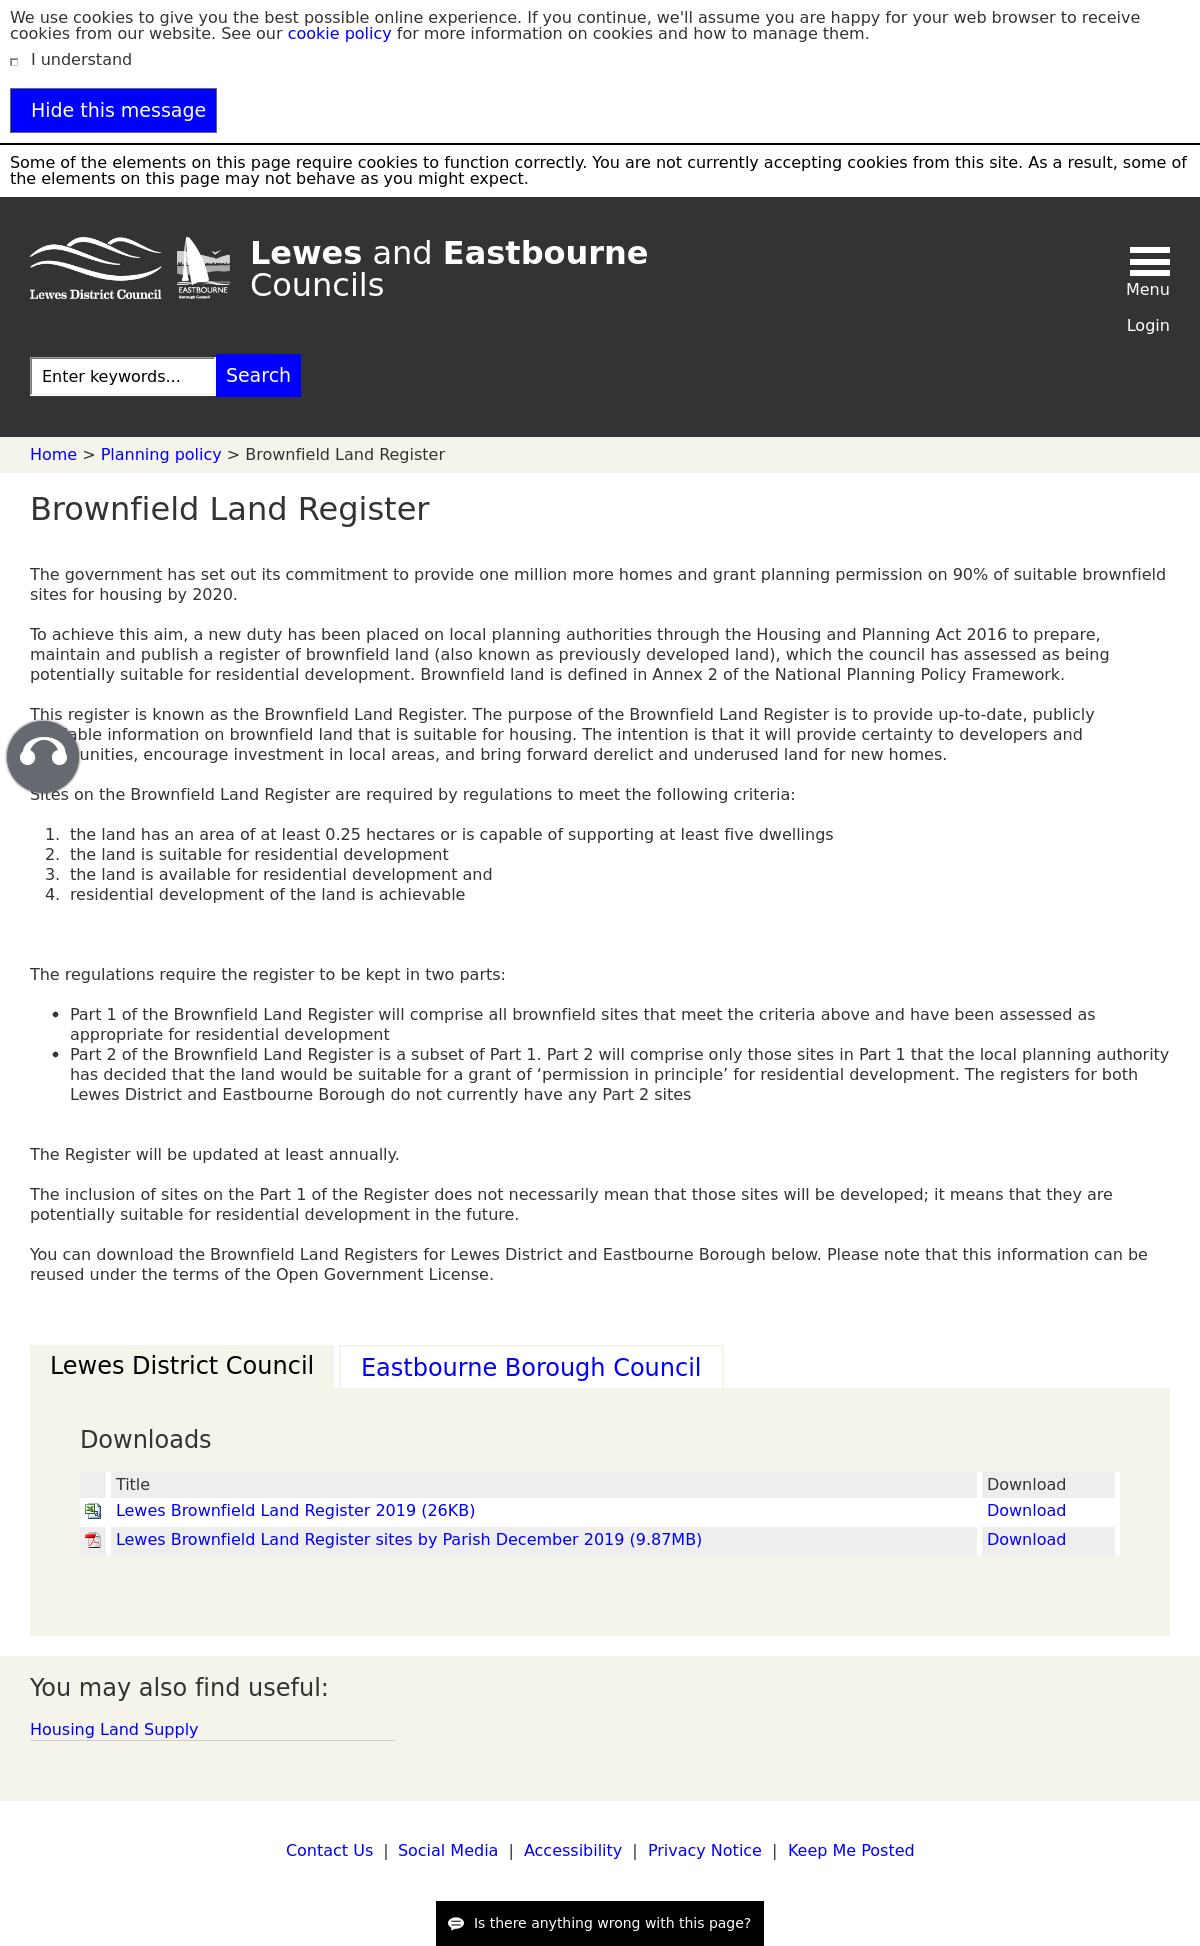 We use cookies to give you the best possible online experience. If you continue, we'll assume you are happy for your web browser to receive
cookies from our website. See our cookie policy for more information on cookies and how to manage them.
I understand
Hide this message
Some of the elements on this page require cookies to function correctly. You are not currently accepting cookies from this site. As a result, some of
the elements on this page may not behave as you might expect.
Lewes District Council
EASTBOURNE
Borough Council
Lewes and Eastbourne
Councils
Menu
Login
Enter keywords...
Search
Home > Planning policy > Brownfield Land Register
Brownfield Land Register
The government has set out its commitment to provide one million more homes and grant planning permission on 90% of suitable brownfield
sites for housing by 2020.
To achieve this aim, a new duty has been placed on local planning authorities through the Housing and Planning Act 2016 to prepare,
maintain and publish a register of brownfield land (also known as previously developed land), which the council has assessed as being
potentially suitable for residential development. Brownfield land is defined in Annex 2 of the National Planning Policy Framework.
This register is known as the Brownfield Land Register. The purpose of the Brownfield Land Register is to provide up-to-date, publicly
information on brownfield land that is suitable for housing. The intention is that it will provide certainty to developers and
encourage investment in local areas, and bring forward derelict and underused land for new homes.
Sites on the Brownfield Land Register are required by regulations to meet the following criteria:
1. the land has an area of at least 0.25 hectares or is capable of supporting at least five dwellings
2. the land is suitable for residential development
3. the land is available for residential development and
4. residential development of the land is achievable
The regulations require the register to be kept in two parts:
• Part 1 of the Brownfield Land Register will comprise all brownfield sites that meet the criteria above and have been assessed as
appropriate for residential development
• Part 2 of the Brownfield Land Register is a subset of Part 1. Part 2 will comprise only those sites in Part 1 that the local planning authority
has decided that the land would be suitable for a grant of ‘permission in principle’ for residential development. The registers for both
Lewes District and Eastbourne Borough do not currently have any Part 2 sites
The Register will be updated at least annually.
The inclusion of sites on the Part 1 of the Register does not necessarily mean that those sites will be developed; it means that they are
potentially suitable for residential development in the future.
You can download the Brownfield Land Registers for Lewes District and Eastbourne Borough below. Please note that this information can be
reused under the terms of the Open Government License.
Lewes District Council
Eastbourne Borough Council
Downloads
Title Download
Lewes Brownfield Land Register 2019 (26KB) Download
Lewes Brownfield Land Register sites by Parish December 2019 (9.87MB) Download
You may also find useful:
Housing Land Supply
Contact Us | Social Media | Accessibility | Privacy Notice | Keep Me Posted
Is there anything wrong with this page?